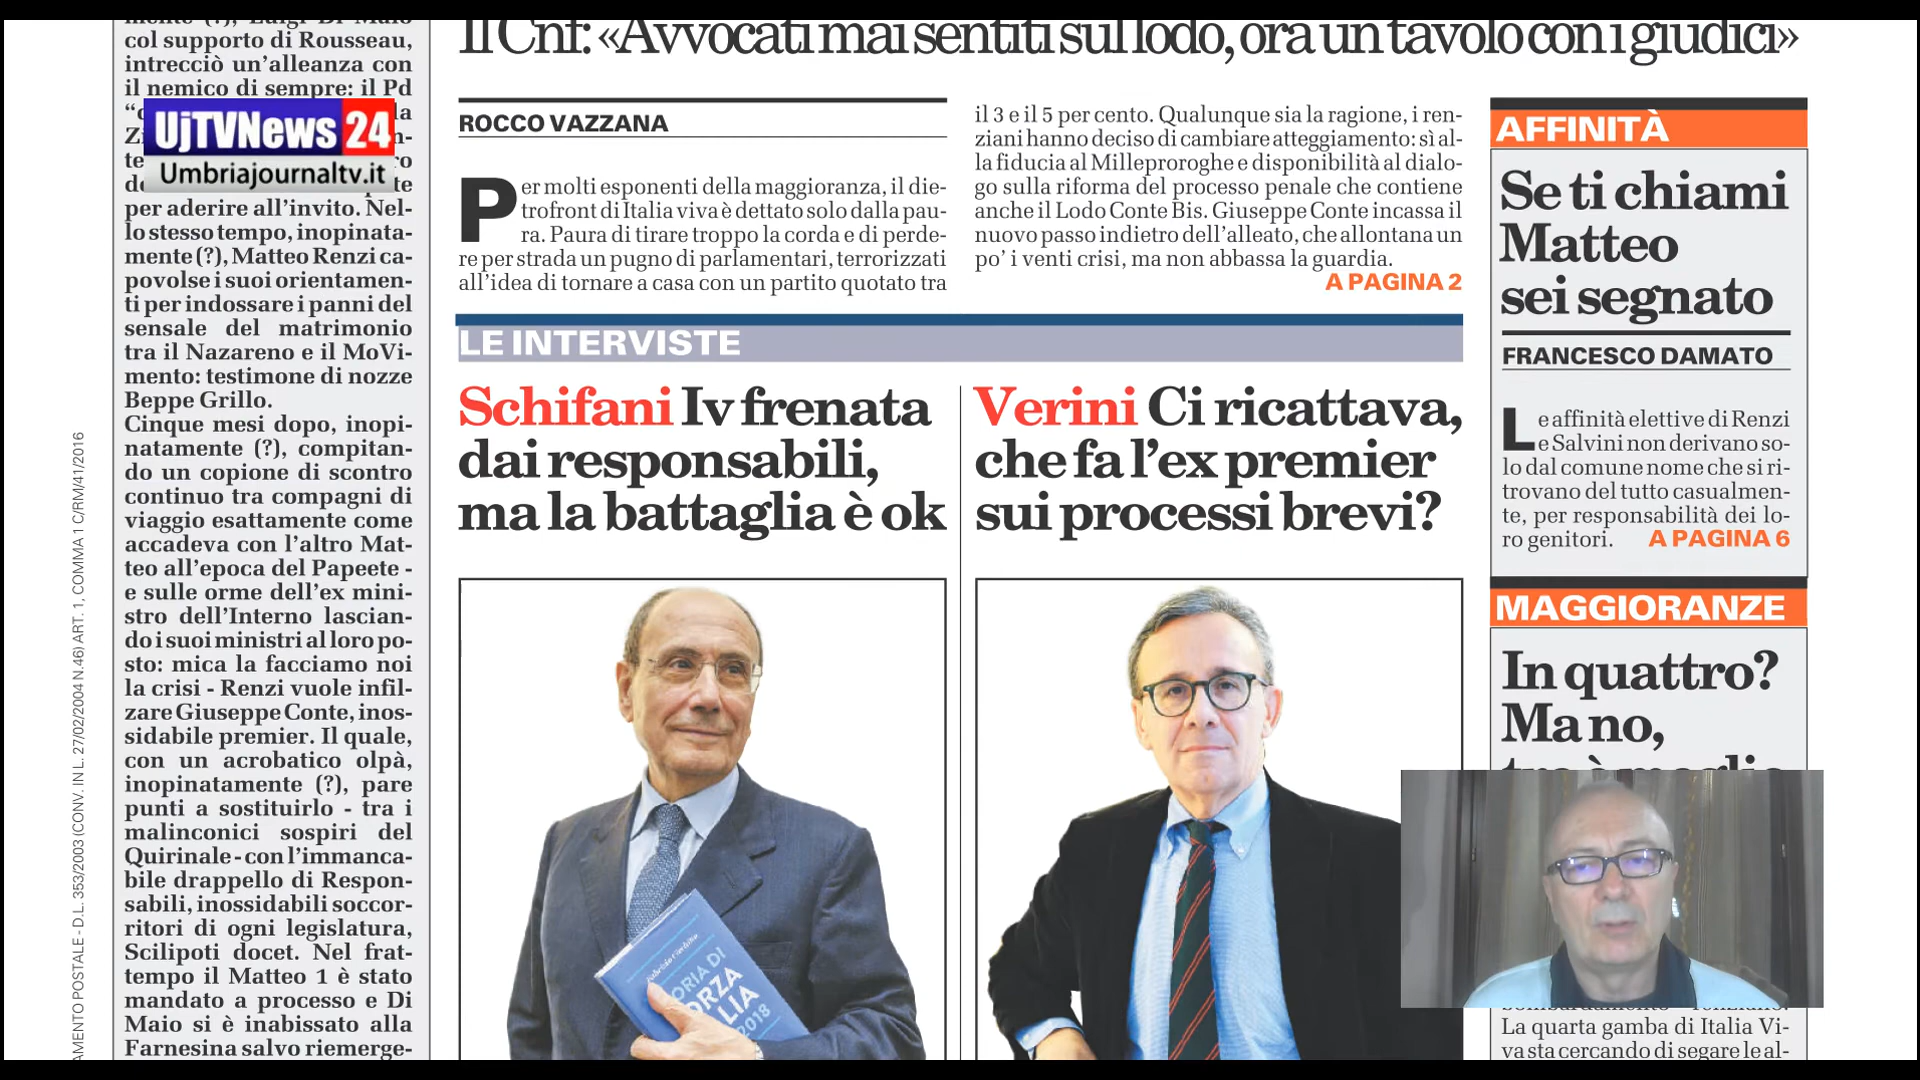 col supporto di Rousseau,
intrecciò un'alleanza con
il nemico di sempre: il Pd
per aderire all'invito. Nel-
lo stesso tempo, inopinata-
mente (?), Matteo Renzi ca-
povolse i suoi orientamen-
ti per indossare i panni del
sensale del matrimonio
tra il Nazareno e il MoVi-
mento: testimone di nozze
Beppe Grillo.
Cinque mesi dopo, inopi-
natamente (?), compitan-
do un copione di scontro
continuo tra compagni di
viaggio esattamente come
accadeva con l'altro Mat-
teo all'epoca del Papeete -
e sulle orme dell'ex mini-
stro dell'Interno lascian-
do i suoi ministri al loro po-
sto: mica la facciamo noi
la crisi - Renzi vuole infil-
zare Giuseppe Conte, inos-
sidabile premier. Il quale,
con un acrobatico olpà,
inopinatamente (?), pare
punti a sostituirlo - tra i
malinconici sospiri del
Quirinale - con l'immanca-
bile drappello di Respon-
sabili, inossidabili soccor-
ritori di ogni legislatura,
Scilipoti docet. Nel frat-
tempo il Matteo 1 è stato
mandato a processo e Di
Maio si è inabissato alla
Farnesina salvo riemerge-
UjTVNews 24
Umbriajournaltv.it
AMENTO POSTALE - D.L. 353/2003 (CONV. IN L. 27/02/2004 N.46) ART. 1, COMMA 1 C/RM/41/2016
Il Cnf: «Avvocati mai sentiti sul lodo, ora un tavolo con i giudici»
ROCCO VAZZANA
Per molti esponenti della maggioranza, il die-
trofront di Italia viva è dettato solo dalla pau-
ra. Paura di tirare troppo la corda e di perde-
re per strada un pugno di parlamentari, terrorizzati
all'idea di tornare a casa con un partito quotato tra
il 3 e il 5 per cento. Qualunque sia la ragione, i ren-
ziani hanno deciso di cambiare atteggiamento: sì al-
la fiducia al Milleproroghe e disponibilità al dialo-
go sulla riforma del processo penale che contiene
anche il Lodo Conte Bis. Giuseppe Conte incassa il
nuovo passo indietro dell'alleato, che allontana un
po' i venti crisi, ma non abbassa la guardia.
A PAGINA 2
LE INTERVISTE
Schifani Iv frenata
dai responsabili,
ma la battaglia è ok
Verini Ci ricattava,
che fa l'ex premier
sui processi brevi?
ORIA DI
ORZA
LIA
2018
AFFINITÀ
Se ti chiami
Matteo
sei segnato
FRANCESCO DAMATO
Le affinità elettive di Renzi
e Salvini non derivano so-
lo dal comune nome che si ri-
trovano del tutto casualmen-
te, per responsabilità dei lo-
ro genitori. A PAGINA 6
MAGGIORANZE
In quattro?
Ma no,
La quarta gamba di Italia Vi-
va sta cercando di segare le al-